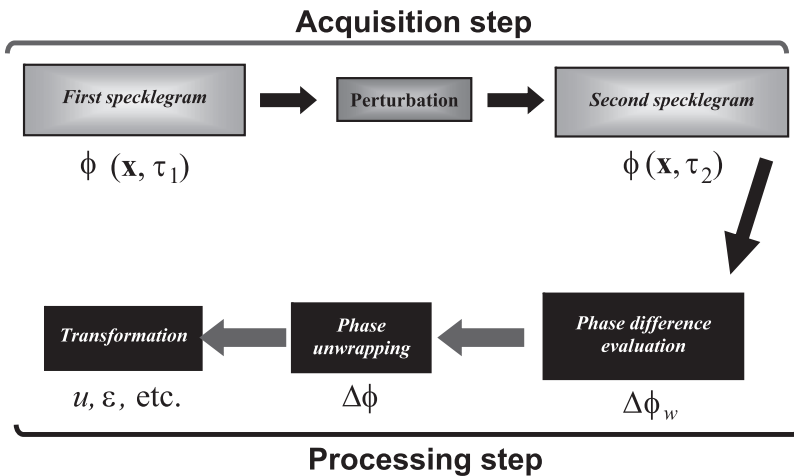 Acquisition step
First specklegram
Perturbation
Second specklegram
ϕ (x, τ₁)
ϕ (x, τ₂)
Transformation
Phase
unwrapping
Phase difference
evaluation
u, ε, etc.
Δϕ
Δϕ_w
Processing step